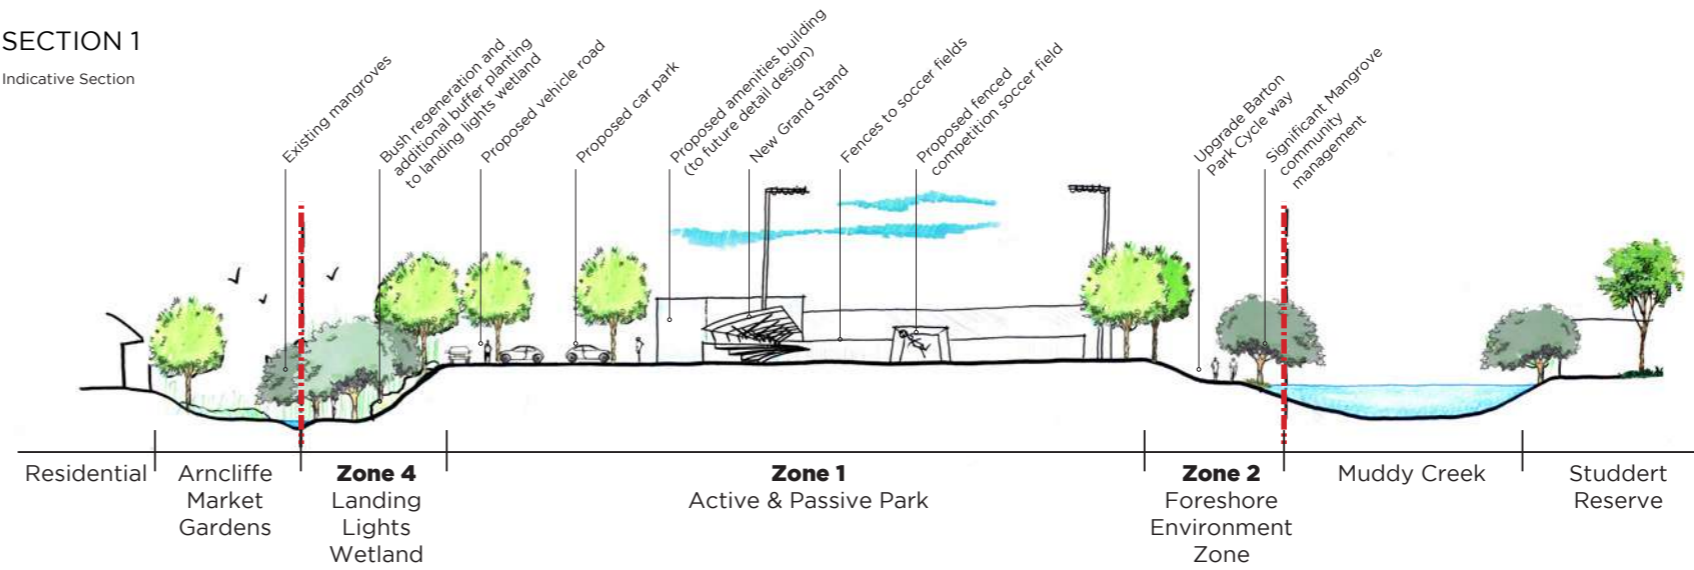 SECTION 1
Indicative Section
Existing mangroves
Bush regeneration and
additional buffer planting
to landing lights wetland
Proposed vehicle road
Proposed car park
Proposed amenities building
(to future detail design)
New Grand Stand
Fences to soccer fields
Proposed fenced
competition soccer field
Upgrade Barton
Park Cycle way
Significant Mangrove
community
management
Residential
Arncliffe
Market
Gardens
Zone 4
Landing
Lights
Wetland
Zone 1
Active & Passive Park
Zone 2
Foreshore
Environment
Zone
Muddy Creek
Studdert
Reserve